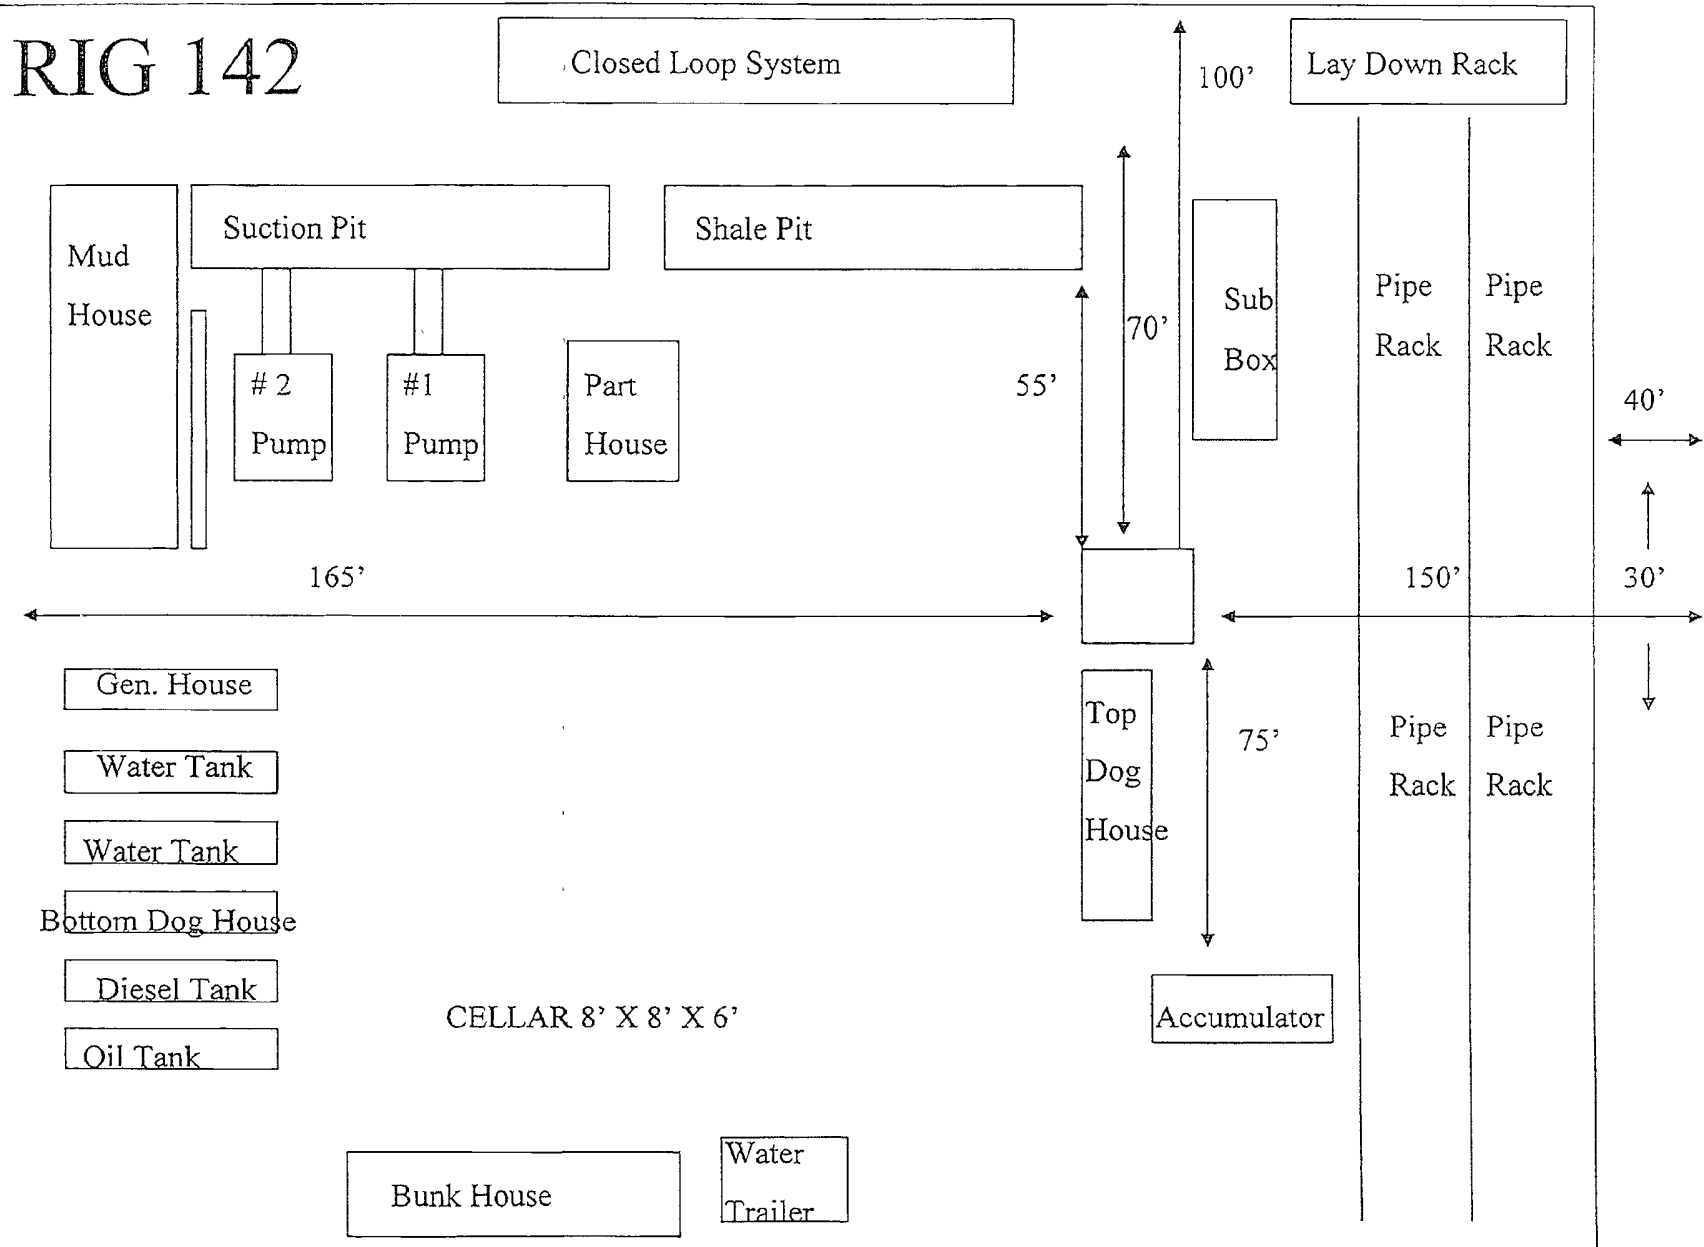 RIG 142
Closed Loop System
100’
Lay Down Rack
Mud
House
Suction Pit
Shale Pit
# 2
Pump
#1
Pump
Part
House
55’
70’
Sub
Box
Pipe
Rack
Pipe
Rack
40’
165’
150’
30’
Gen. House
Water Tank
Water Tank
Bottom Dog House
Diesel Tank
Oil Tank
Top
Dog
House
75’
Pipe
Rack
Pipe
Rack
CELLAR 8’ X 8’ X 6’
Accumulator
Bunk House
Water
Trailer